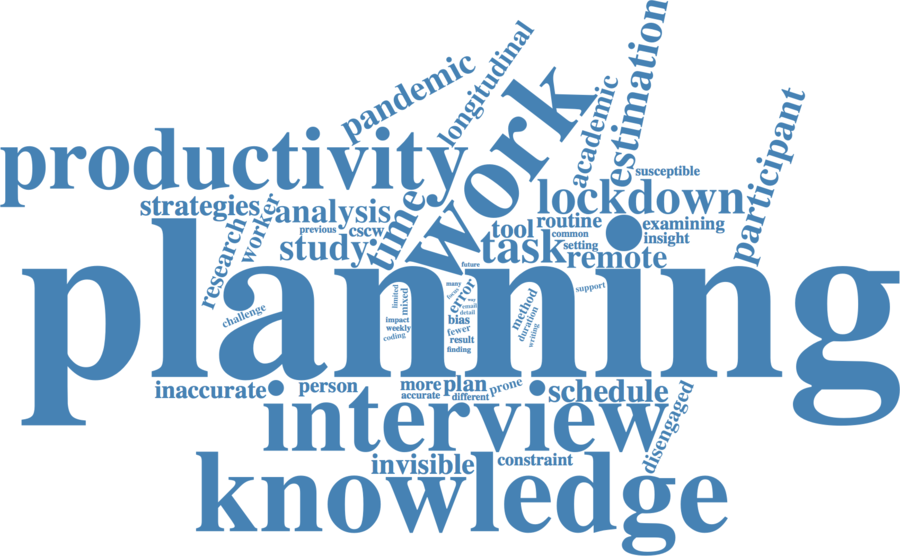 pandemic
longitudinal
work
academic
estimation
participant
productivity
susceptible
lockdown
strategies
analysis
time
routine
examining
research
worker
previous
cscw
tool
common
insight
study
task
setting
remote
planning
future
many
focus
error
way
email
detail
limited
mixed
method
duration
writing
support
challenge
impact
weekly
coding
bias
fewer
result
finding
inaccurate
person
more
plan
prone
schedule
accurate
different
interview
disengaged
invisible
constraint
knowledge